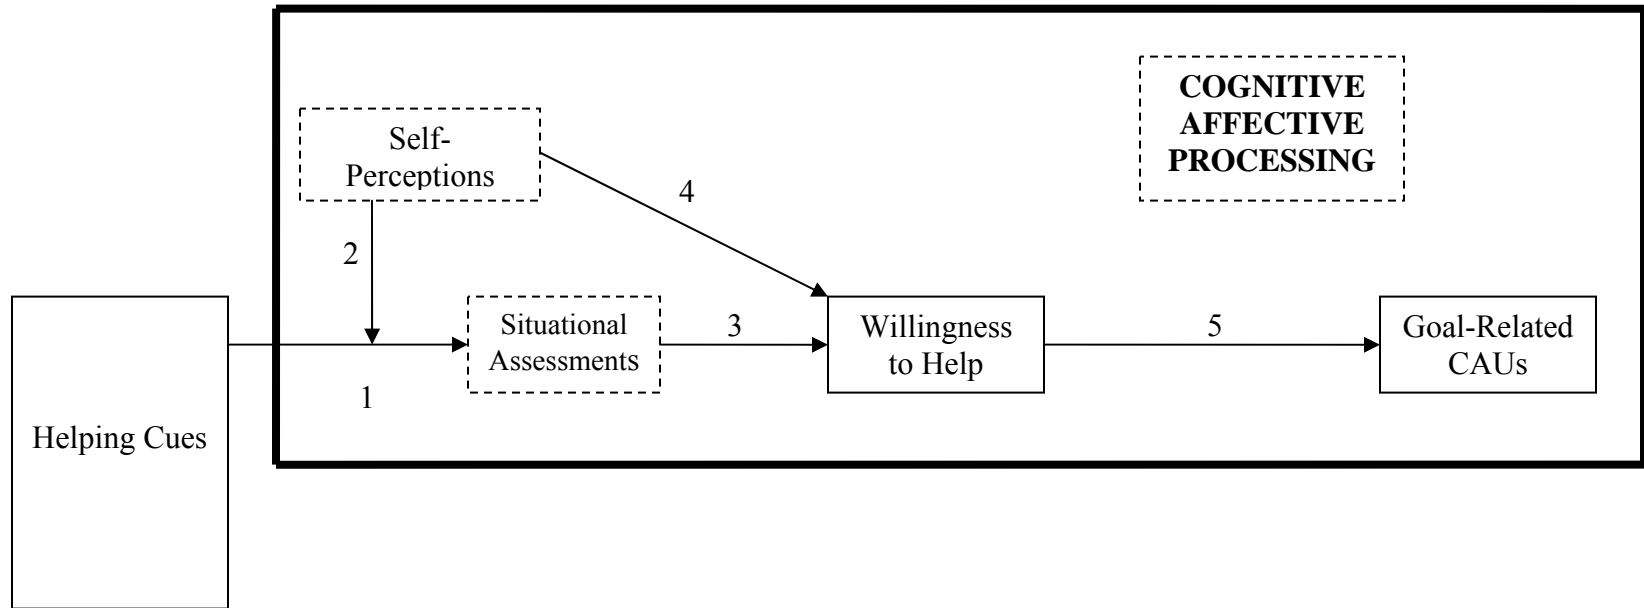 COGNITIVE
AFFECTIVE
PROCESSING
Self-
Perceptions
4
2
Situational
Assessments
3
Willingness
to Help
5
Goal-Related
CAUs
1
Helping Cues